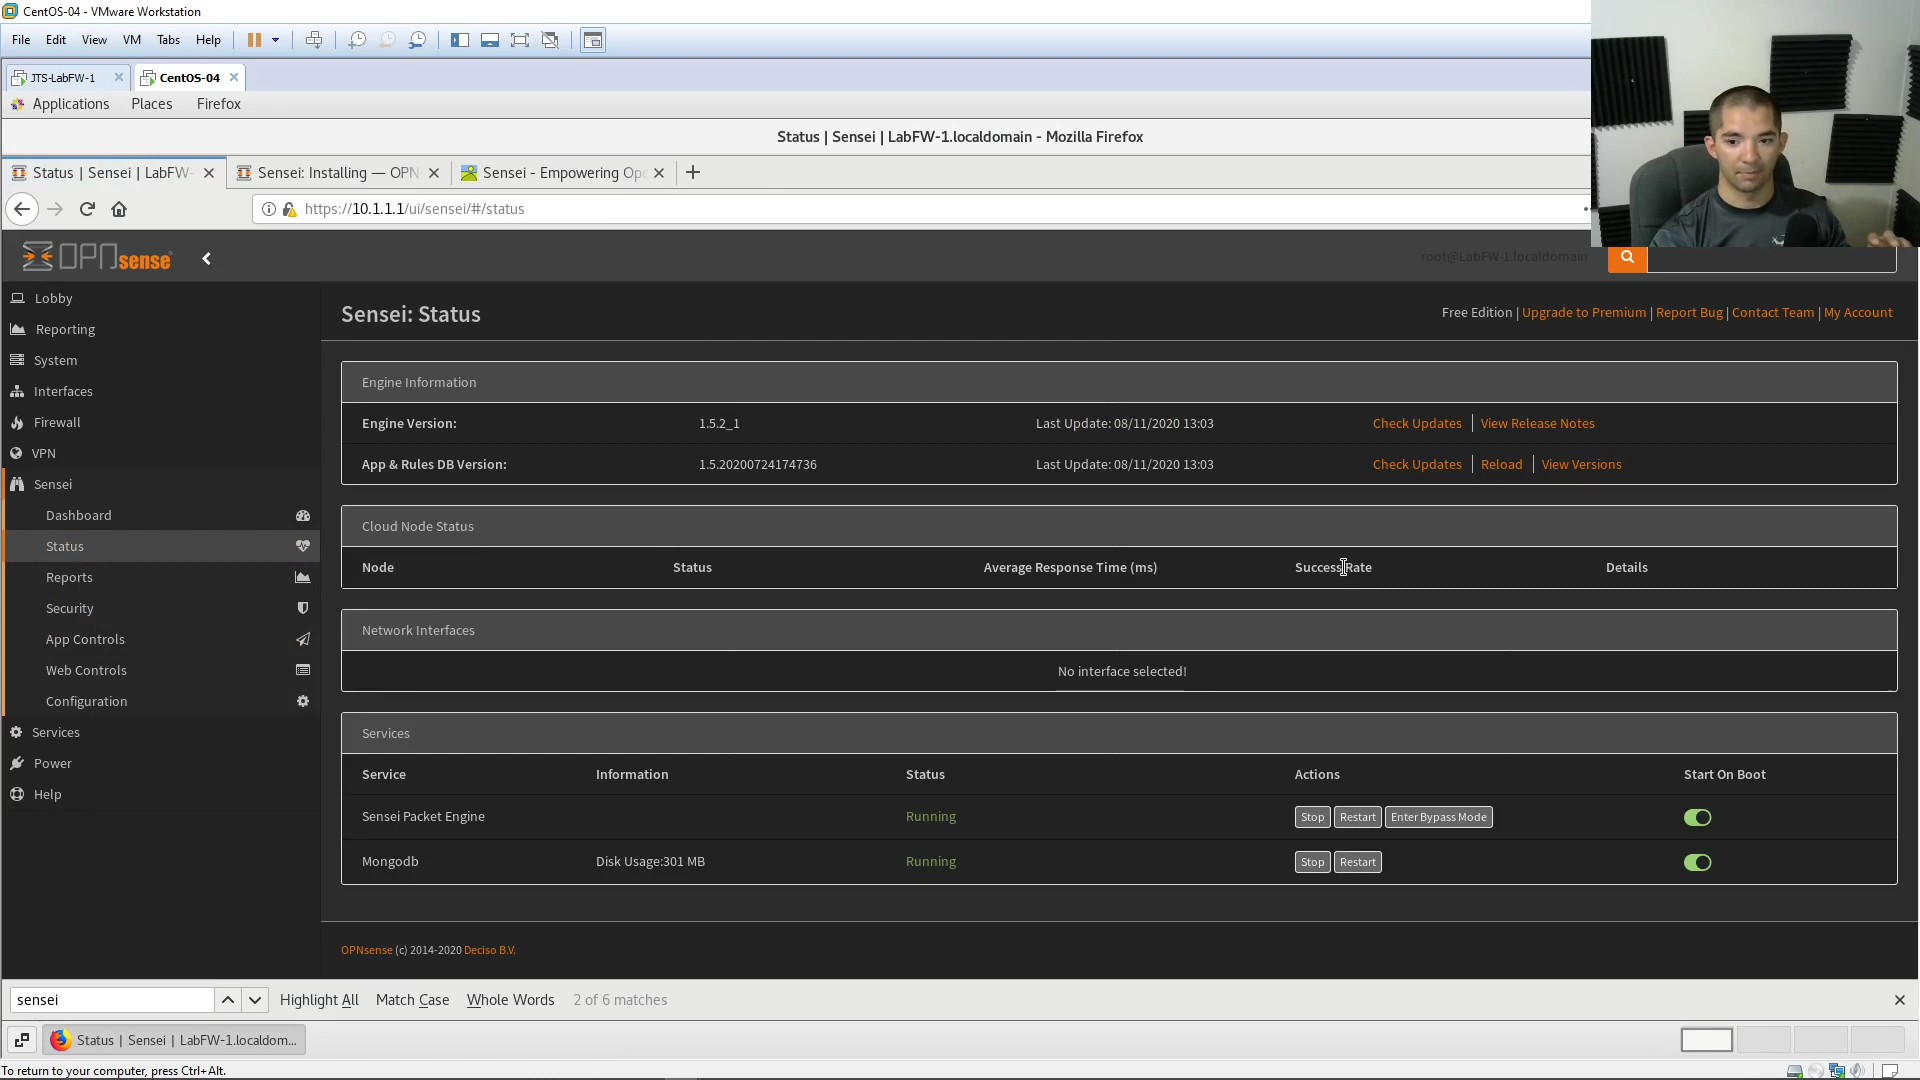 CentOS-04 - VMware Workstation
File Edit View VM Tabs Help
JTS-LabFW-1 CentOS-04
Applications Places Firefox
Status | Sensei | LabFW-1.localdomain - Mozilla Firefox
Status | Sensei | LabFW- Sensei: Installing — OPN Sensei - Empowering Ope
https://10.1.1.1/ui/sensei/#/status
OPNsense
root@LabFW-1.localdomain
Lobby
Reporting
System
Interfaces
Firewall
VPN
Sensei
Dashboard
Status
Reports
Security
App Controls
Web Controls
Configuration
Services
Power
Help
Sensei: Status
Free Edition | Upgrade to Premium | Report Bug | Contact Team | My Account
Engine Information
Engine Version: 1.5.2_1 Last Update: 08/11/2020 13:03 Check Updates | View Release Notes
App & Rules DB Version: 1.5.20200724174736 Last Update: 08/11/2020 13:03 Check Updates | Reload | View Versions
Cloud Node Status
Node Status Average Response Time (ms) Success Rate Details
Network Interfaces
No interface selected!
Services
Service Information Status Actions Start On Boot
Sensei Packet Engine Running Stop Restart Enter Bypass Mode
Mongodb Disk Usage:301 MB Running Stop Restart
OPNsense (c) 2014-2020 Deciso B.V.
sensei Highlight All Match Case Whole Words 2 of 6 matches
Status | Sensei | LabFW-1.localdom...
To return to your computer, press Ctrl+Alt.